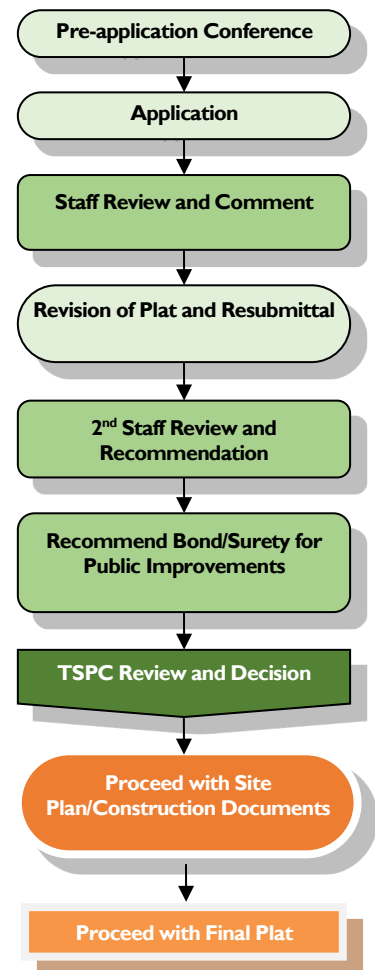 Pre-application Conference
Application
Staff Review and Comment
Revision of Plat and Resubmittal
2nd Staff Review and
Recommendation
Recommend Bond/Surety for
Public Improvements
TSPC Review and Decision
Proceed with Site
Plan/Construction Documents
Proceed with Final Plat